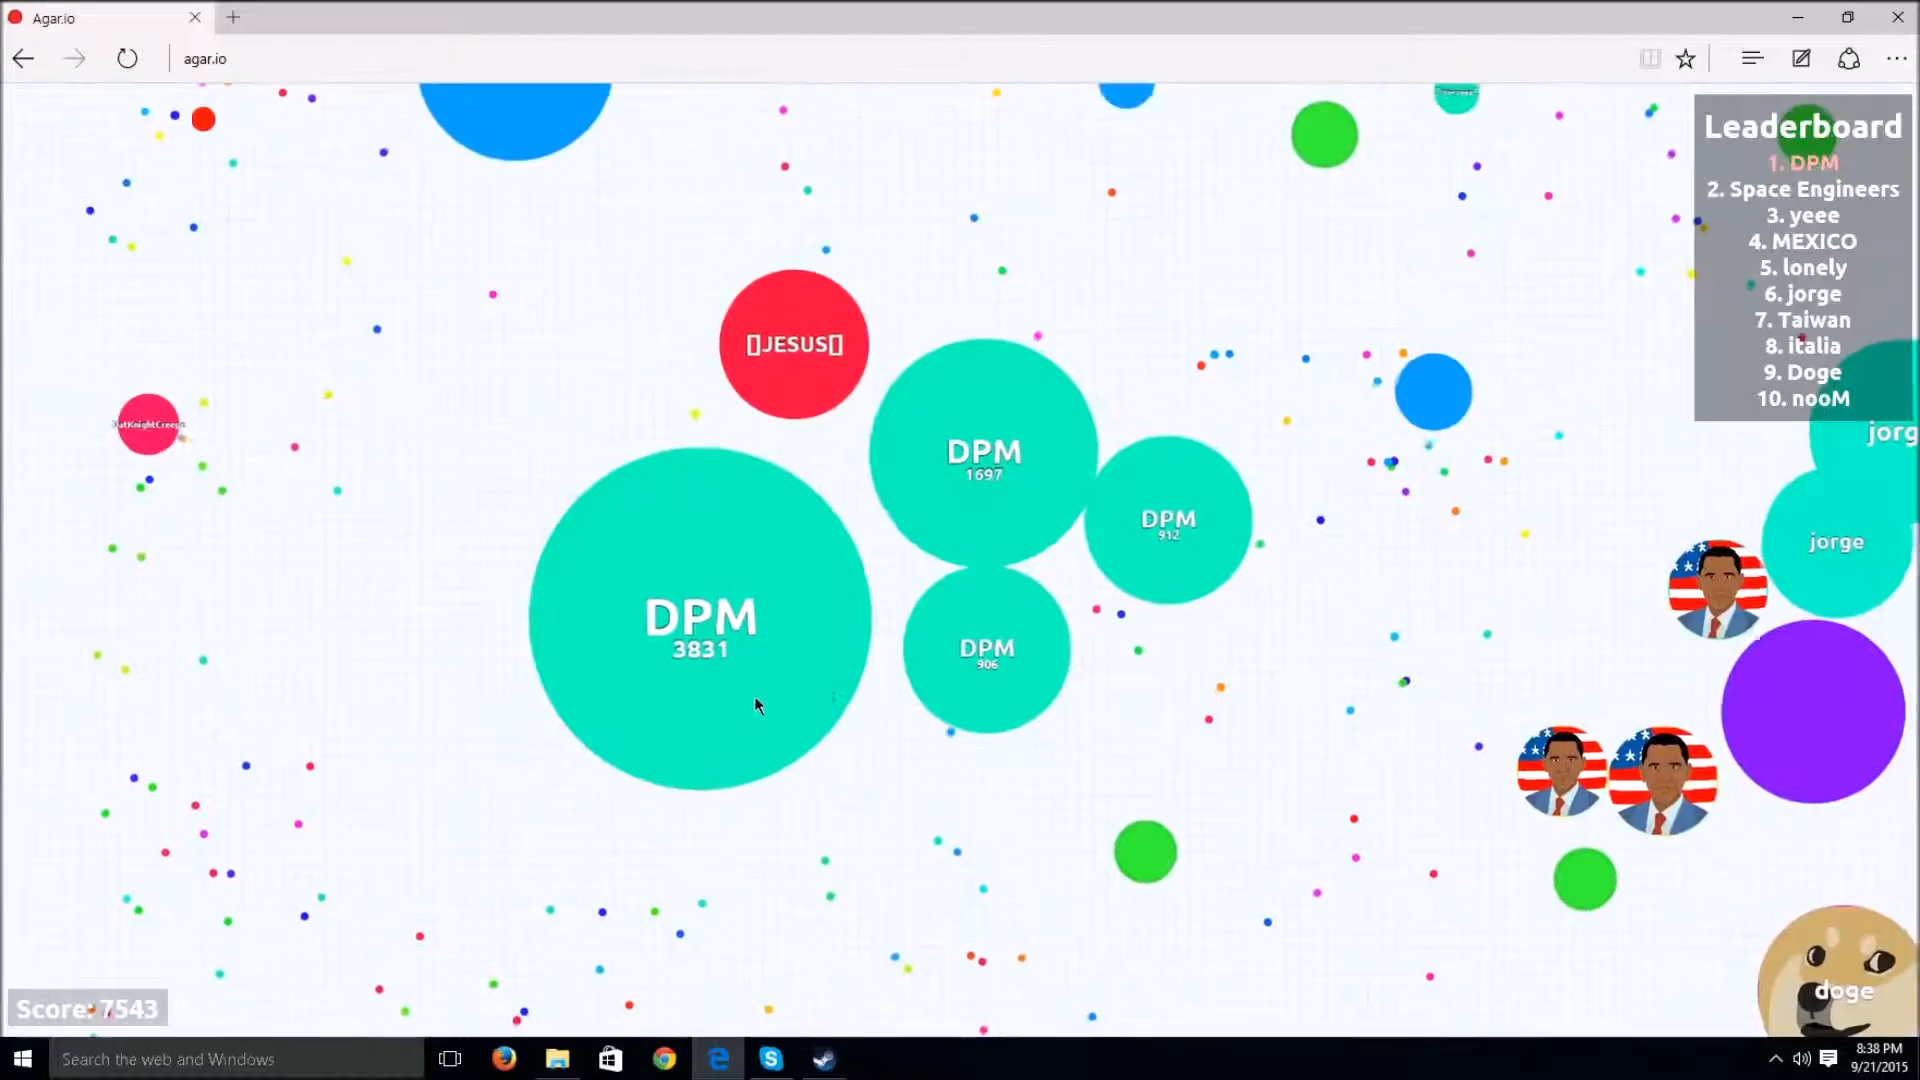 Agar.io
agar.io
Leaderboard
1. DPM
2. Space Engineers
3. yeee
4. MEXICO
5. lonely
6. jorge
7. Taiwan
8. italia
9. Doge
10. nooM
[]JESUS[]
DPM
1697
DPM
912
DPM
3831
DPM
906
jorg
jorge
doge
Score: 7543
Search the web and Windows
8:38 PM
9/21/2015